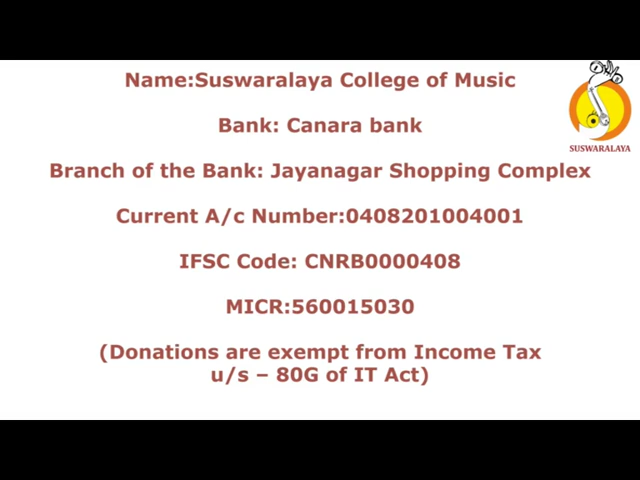 Name:Suswaralaya College of Music
Bank: Canara bank
Branch of the Bank: Jayanagar Shopping Complex
Current A/c Number:0408201004001
IFSC Code: CNRB0000408
MICR:560015030
(Donations are exempt from Income Tax
u/s – 80G of IT Act)
SUSWARALAYA